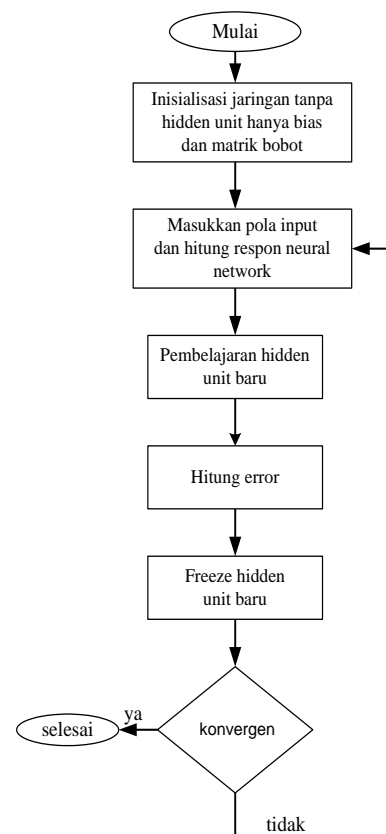 Mulai
Inisialisasi jaringan tanpa
hidden unit hanya bias
dan matrik bobot
Masukkan pola input
dan hitung respon neural
network
Pembelajaran hidden
unit baru
Hitung error
Freeze hidden
unit baru
konvergen
ya
selesai
tidak